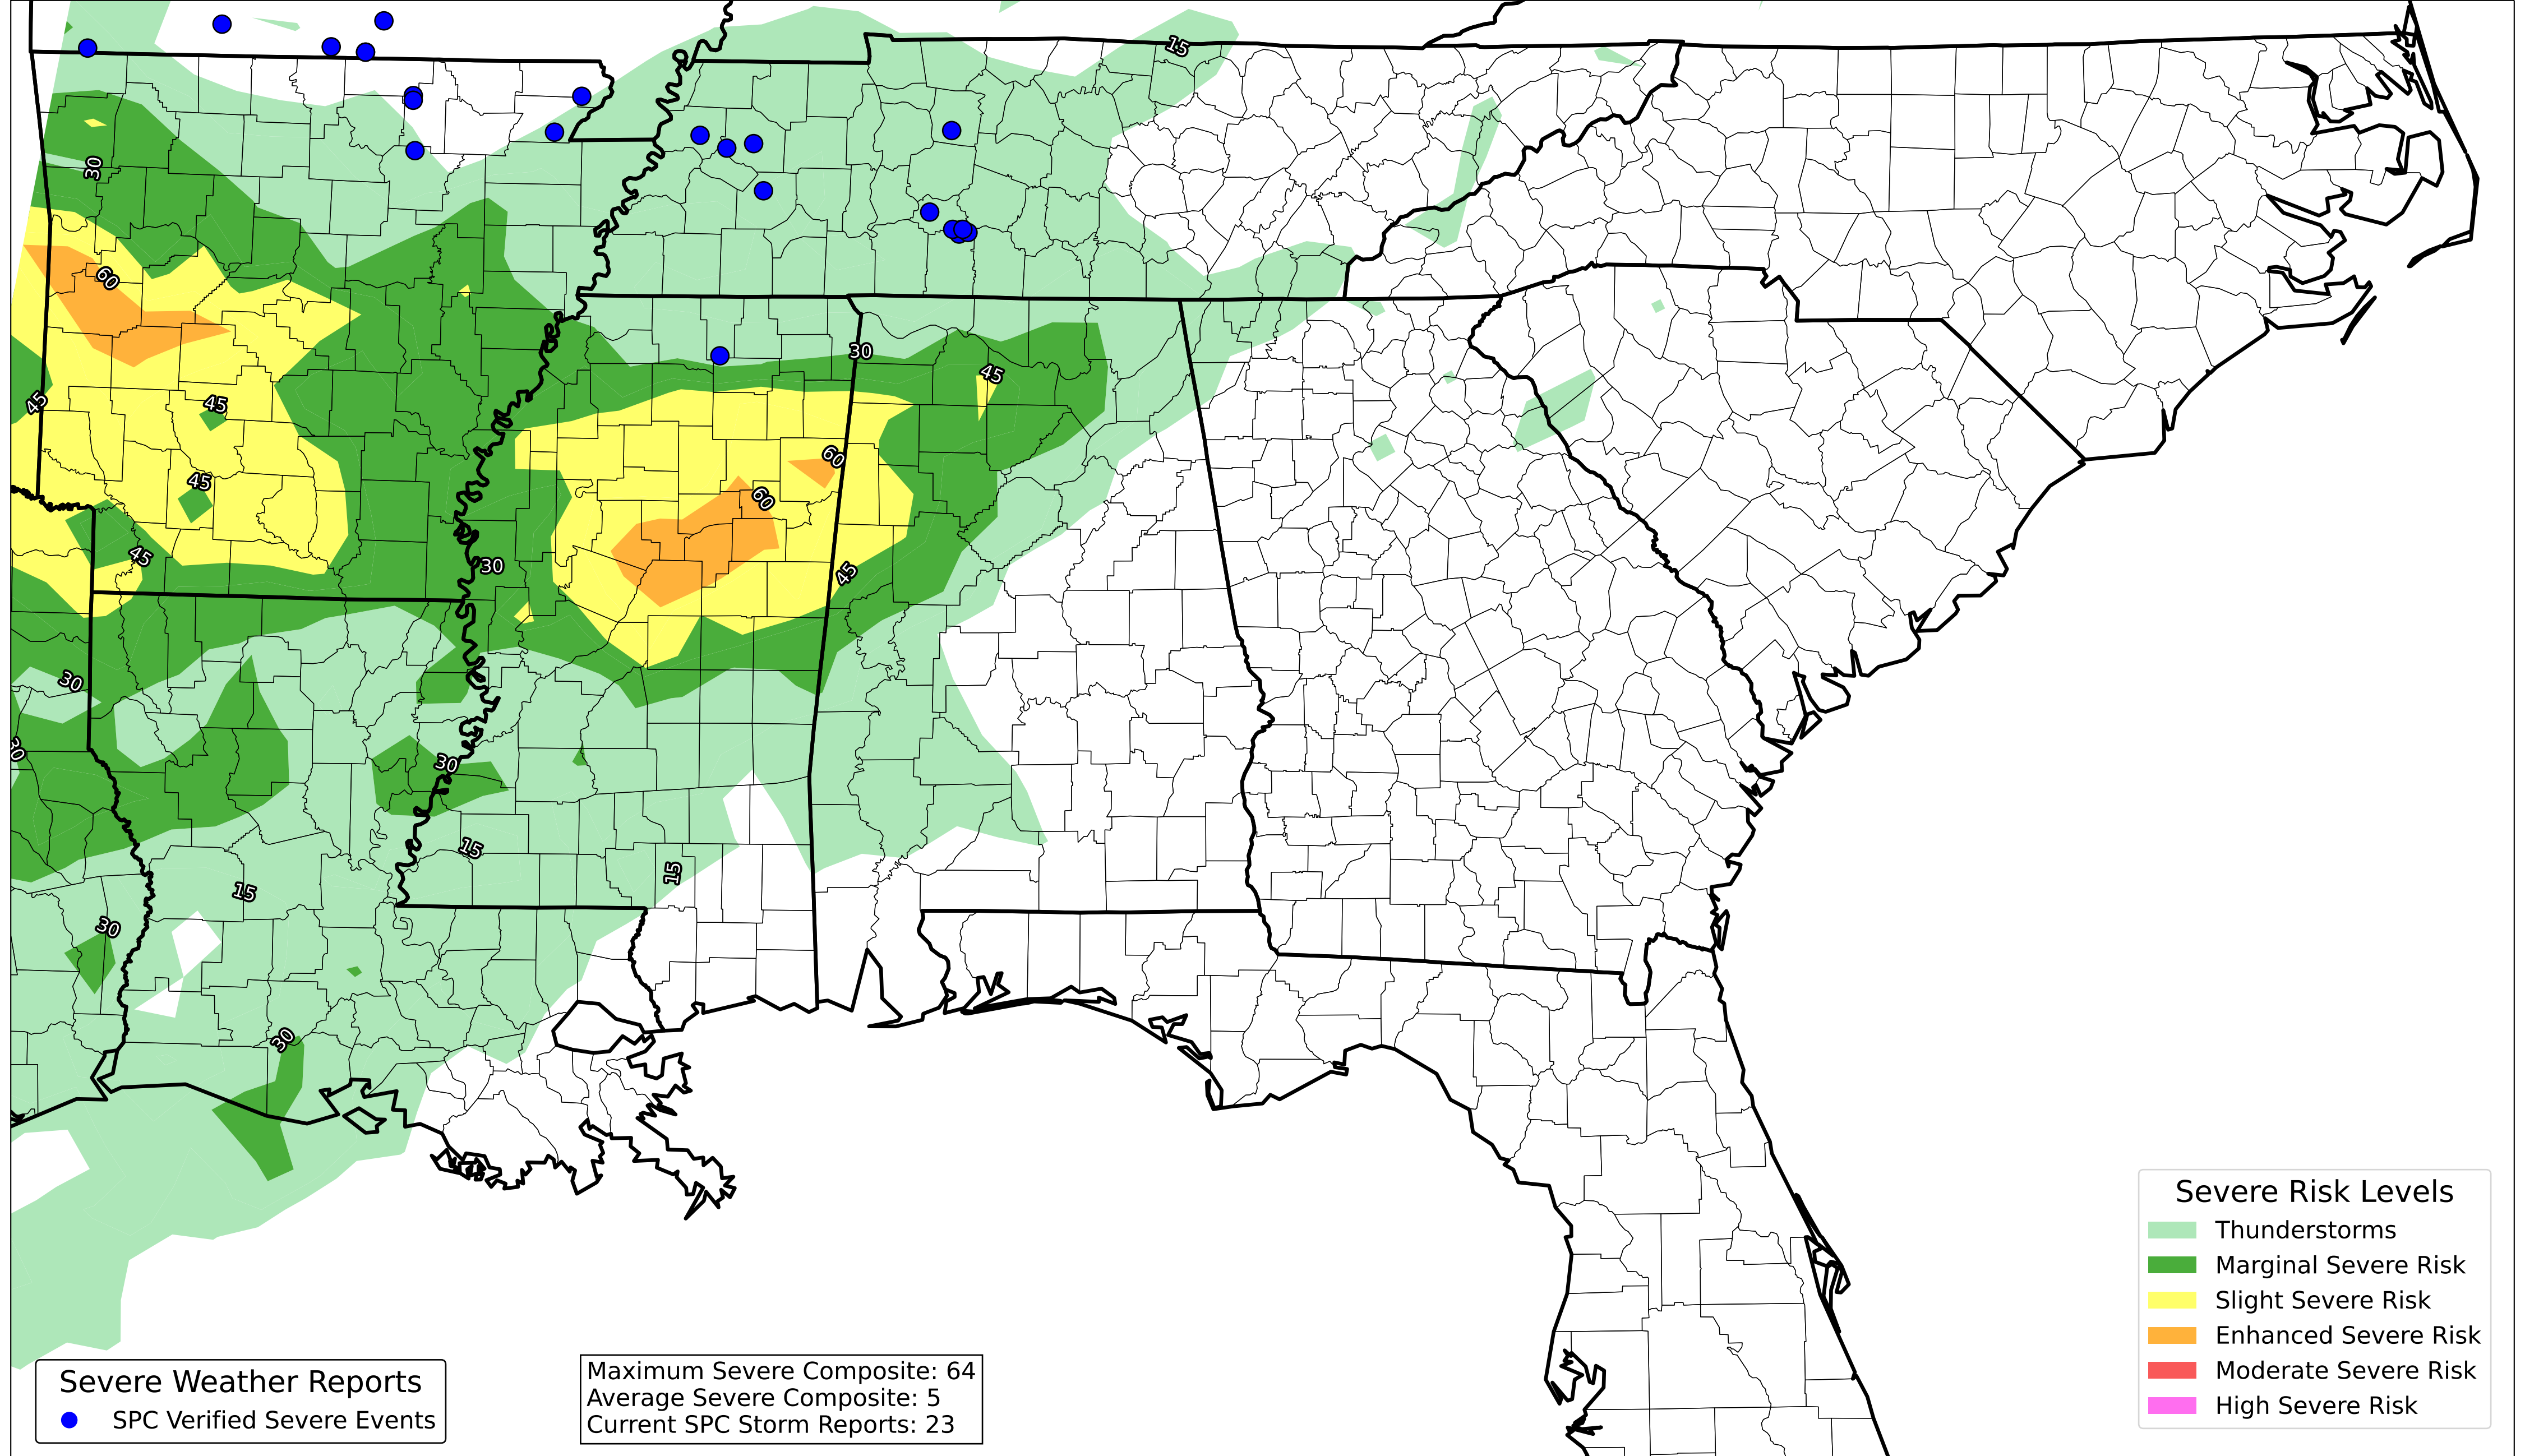 15
30
60
30
45
45
45
60
60
45
30
45
45
30
30
30
15
15
15
30
30
Severe Risk Levels
Thunderstorms
Marginal Severe Risk
Slight Severe Risk
Enhanced Severe Risk
Moderate Severe Risk
High Severe Risk
Severe Weather Reports
SPC Verified Severe Events
Maximum Severe Composite: 64
Average Severe Composite: 5
Current SPC Storm Reports: 23